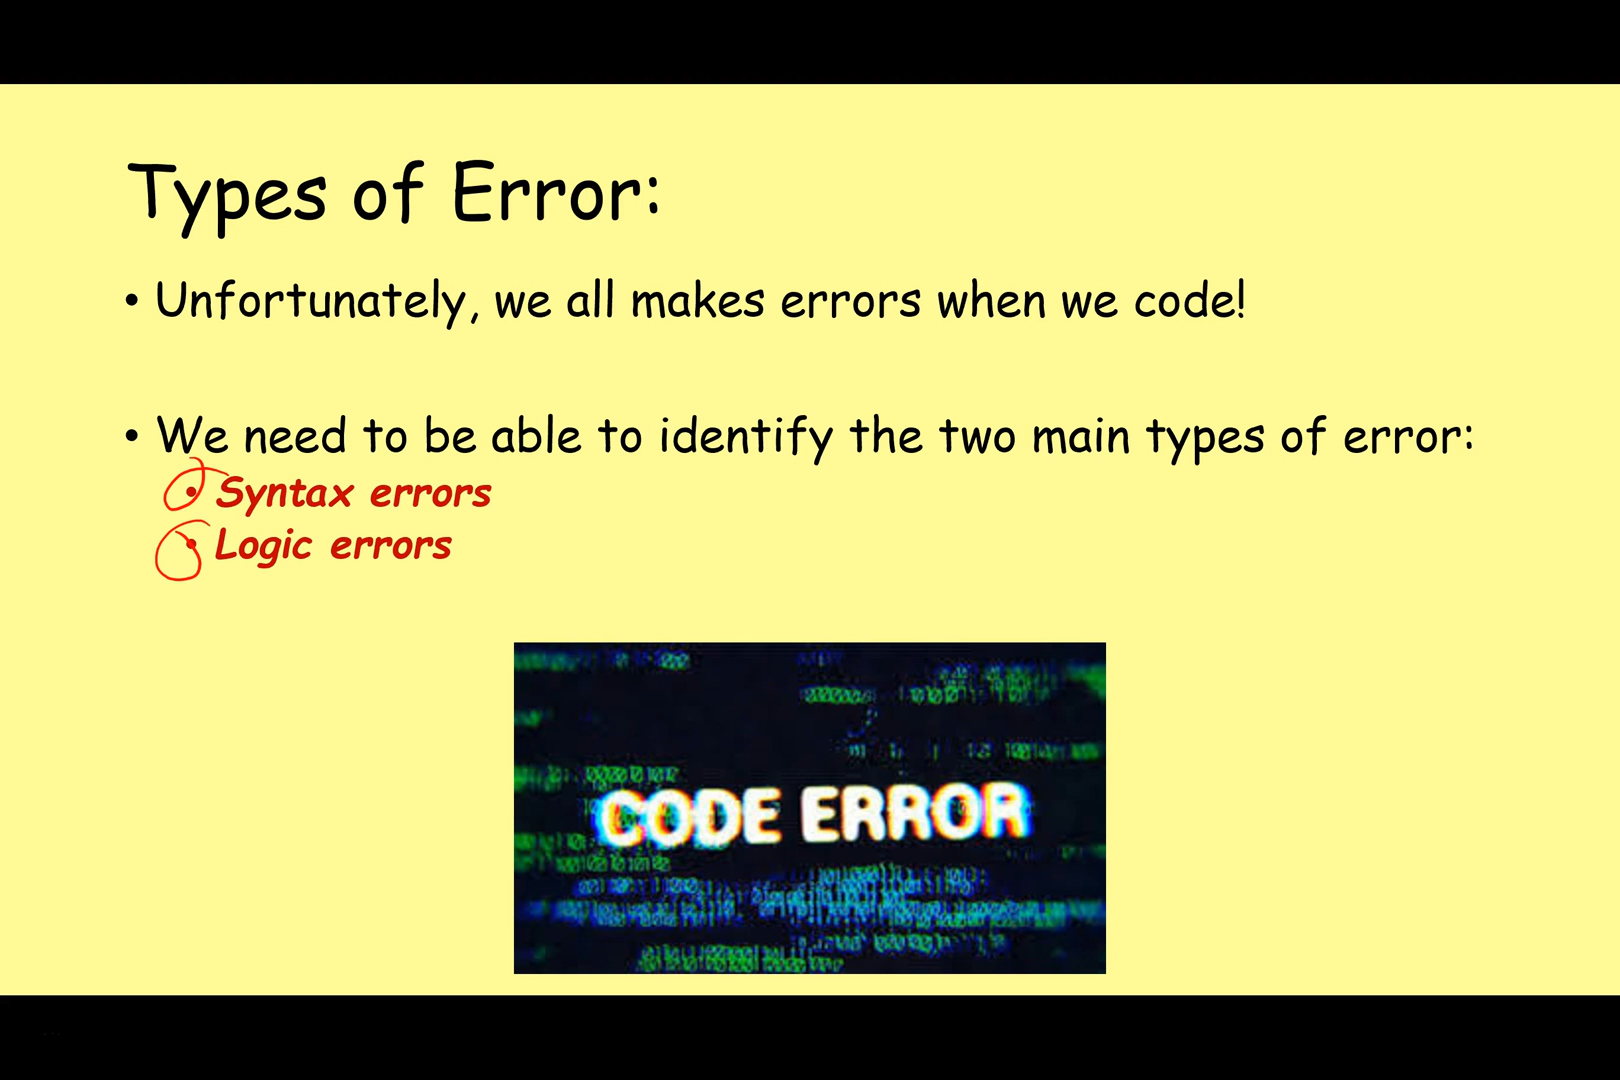 Types of Error:
• Unfortunately, we all makes errors when we code!
• We need to be able to identify the two main types of error:
• Syntax errors
• Logic errors
CODE ERROR